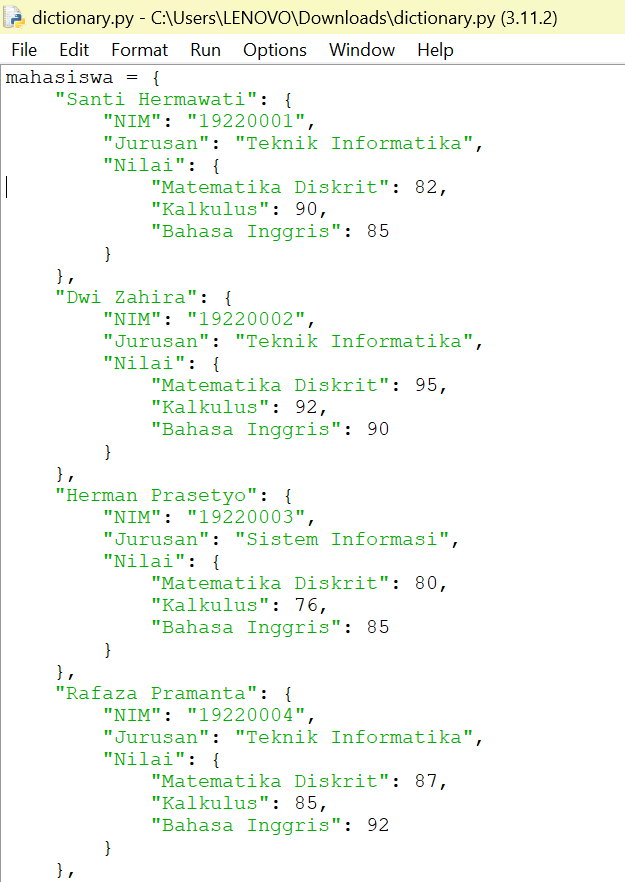 dictionary.py - C:\Users\LENOVO\Downloads\dictionary.py (3.11.2)
File Edit Format Run Options Window Help
mahasiswa = {
    "Santi Hermawati": {
        "NIM": "19220001",
        "Jurusan": "Teknik Informatika",
        "Nilai": {
            "Matematika Diskrit": 82,
            "Kalkulus": 90,
            "Bahasa Inggris": 85
        }
    },
    "Dwi Zahira": {
        "NIM": "19220002",
        "Jurusan": "Teknik Informatika",
        "Nilai": {
            "Matematika Diskrit": 95,
            "Kalkulus": 92,
            "Bahasa Inggris": 90
        }
    },
    "Herman Prasetyo": {
        "NIM": "19220003",
        "Jurusan": "Sistem Informasi",
        "Nilai": {
            "Matematika Diskrit": 80,
            "Kalkulus": 76,
            "Bahasa Inggris": 85
        }
    },
    "Rafaza Pramanta": {
        "NIM": "19220004",
        "Jurusan": "Teknik Informatika",
        "Nilai": {
            "Matematika Diskrit": 87,
            "Kalkulus": 85,
            "Bahasa Inggris": 92
        }
    },